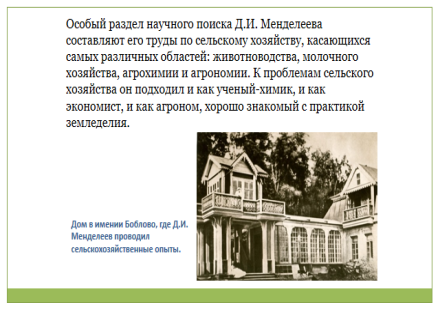 Особый раздел научного поиска Д.И. Менделеева
составляют его труды по сельскому хозяйству, касающихся
самых различных областей: животноводства, молочного
хозяйства, агрохимии и агрономии. К проблемам сельского
хозяйства он подходил и как ученый-химик, и как
экономист, и как агроном, хорошо знакомый с практикой
земледелия.
Дом в имении Боблово, где Д.И.
Менделеев проводил
сельскохозяйственные опыты.